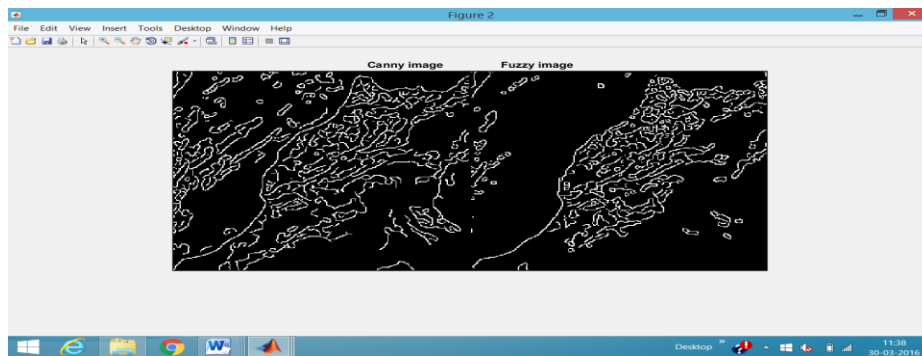 Figure 2
File Edit View Insert Tools Desktop Window Help
Canny image Fuzzy image
Desktop 11:38
30-03-2016